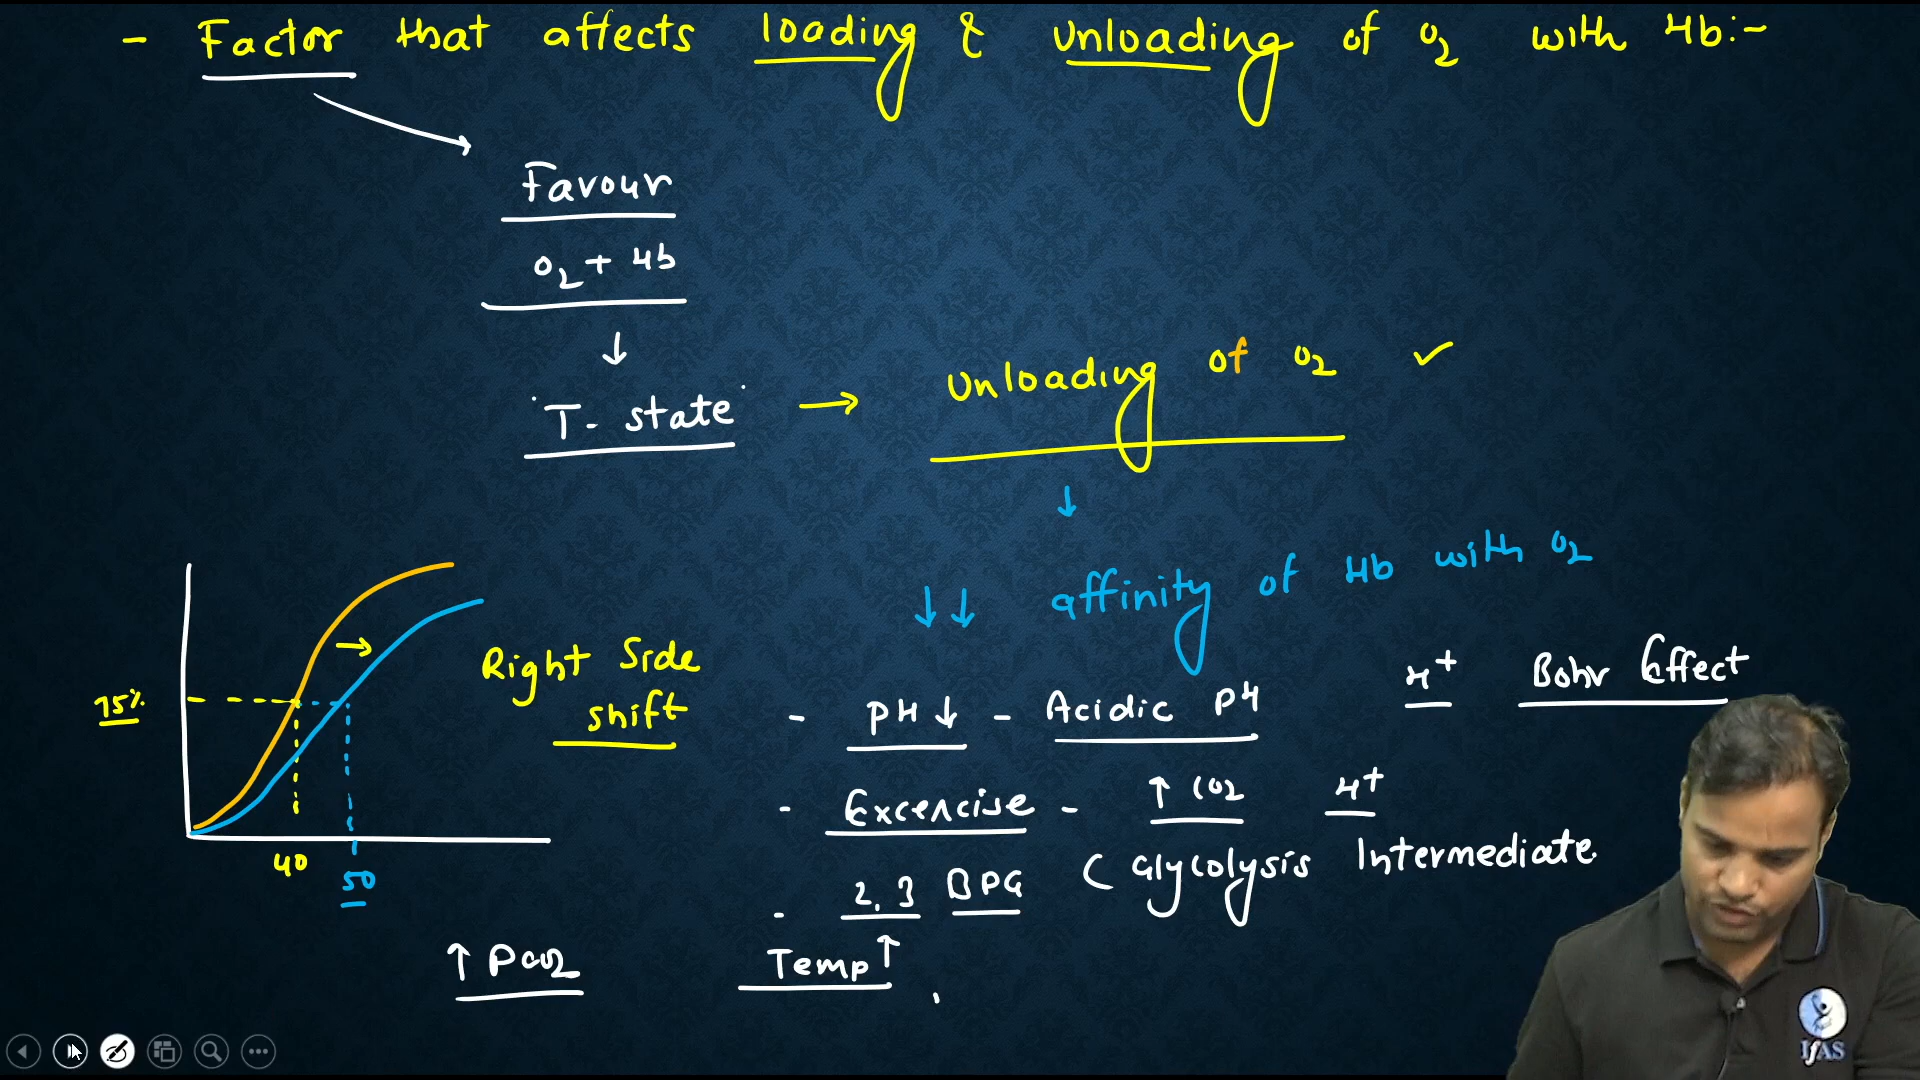 - Factor that affects loading & Unloading of O2 with Hb:-
Favour
O2 + Hb
↓
T- state → Unloading of O2 ✓
↓
↓↓ affinity of Hb with O2
Right Side
shift
75%
40
50
- PH↓ - Acidic PH H+ Bohr Effect
- Excercise - ↑ CO2 H+
- 2,3 BPG ( Glycolysis Intermediate.
↑ PCO2 Temp↑
IfAS